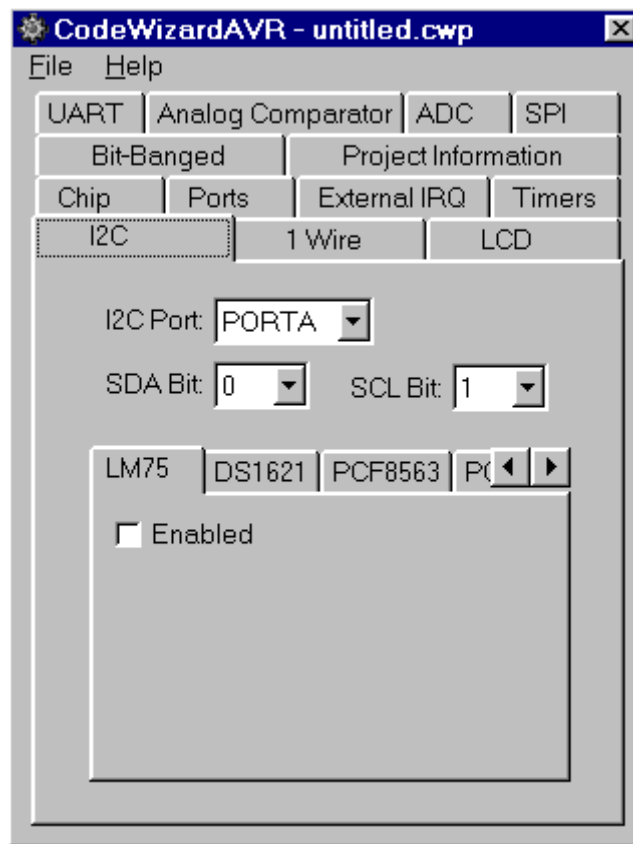 CodeWizardAVR - untitled.cwp
File Help
UART Analog Comparator ADC SPI
Bit-Banged Project Information
Chip Ports External IRQ Timers
I2C 1 Wire LCD
I2C Port: PORTA
SDA Bit: 0 SCL Bit: 1
LM75 DS1621 PCF8563
Enabled